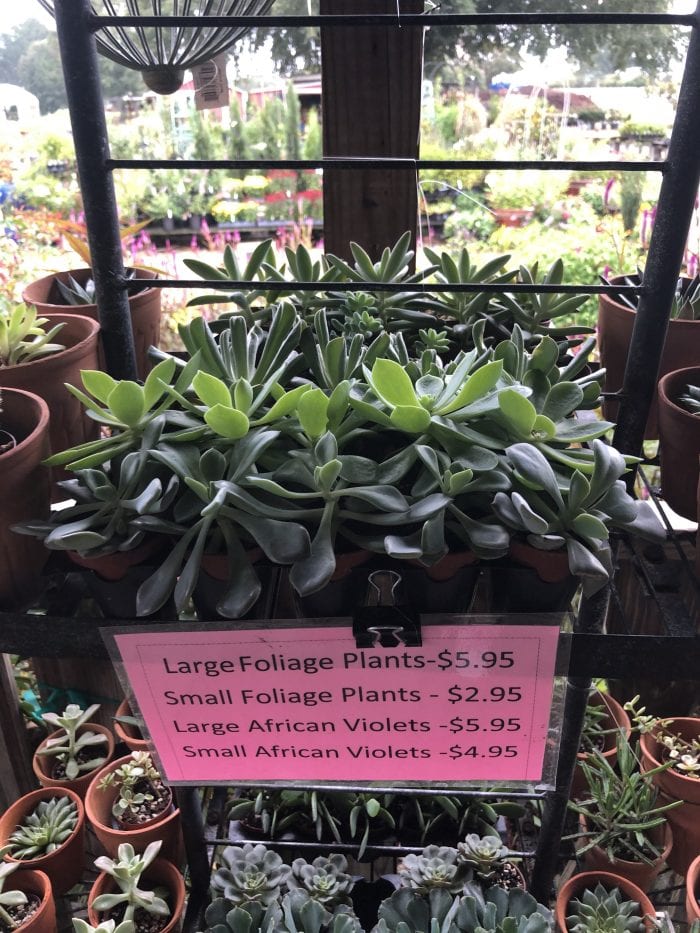 Large Foliage Plants-$5.95
Small Foliage Plants - $2.95
Large African Violets -$5.95
Small African Violets -$4.95